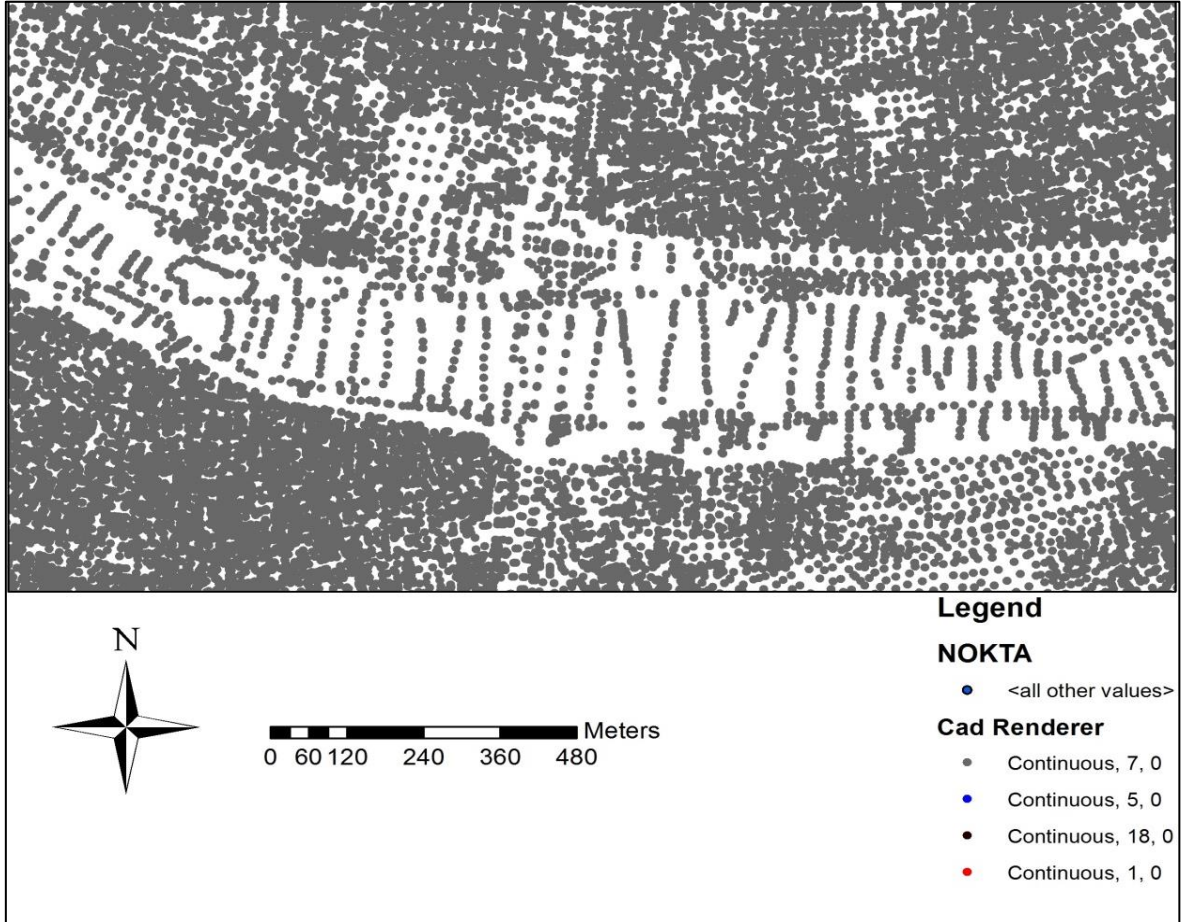 Legend
NOKTA
<all other values>
Cad Renderer
Continuous, 7, 0
Continuous, 5, 0
Continuous, 18, 0
Continuous, 1, 0
N
Meters
0 60 120 240 360 480